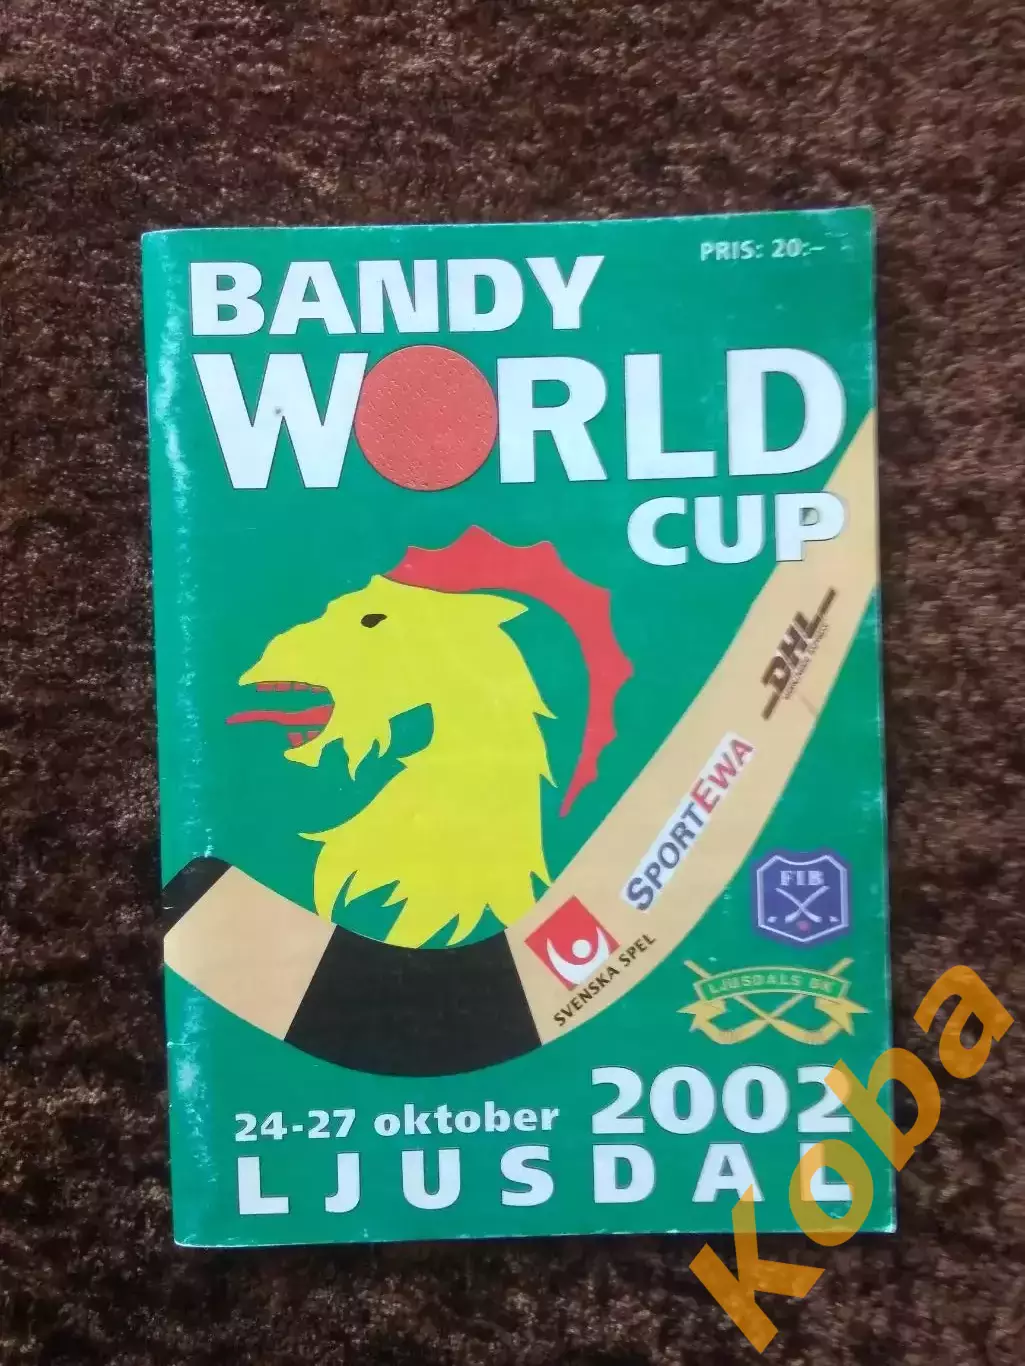 PRIS: 20:-
BANDY
WORLD
CUP
DHL
SPORTEWA
SVENSKA SPEL
FIB
LJUSDALS BK
24-27 oktober 2002
LJUSDAL
Koba